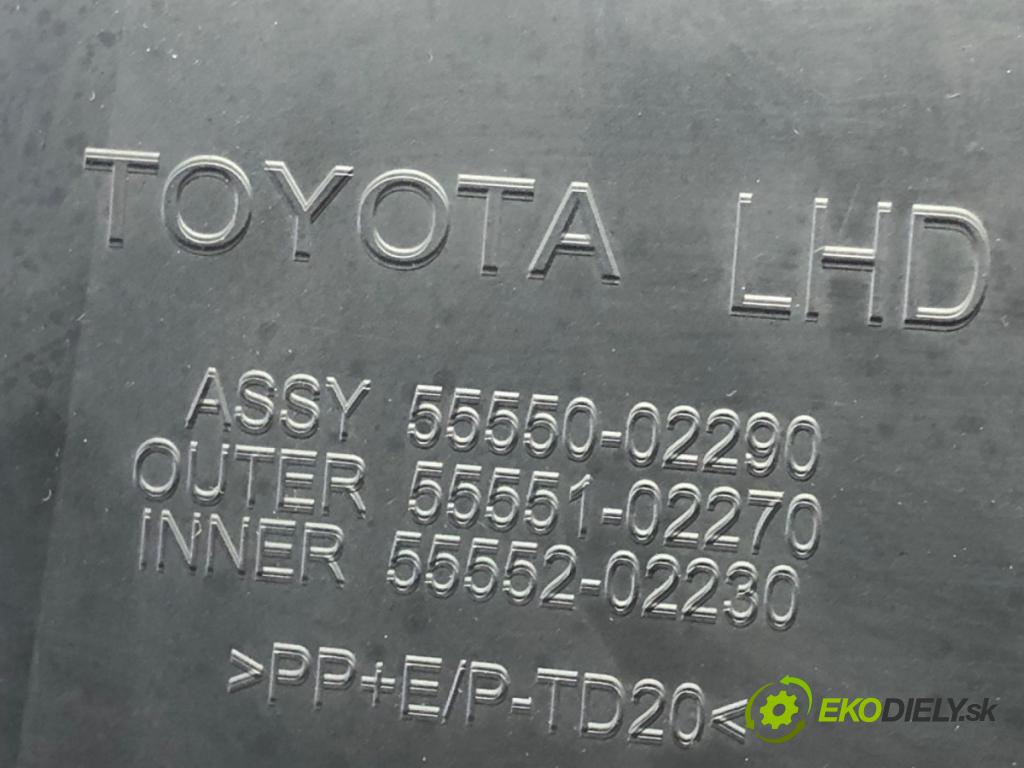 TOYOTA LHD
ASSY 55550-02290
OUTER 55551-02270
INNER 55552-02230
>PP+E/P-TD20<
EKODIELY.sk